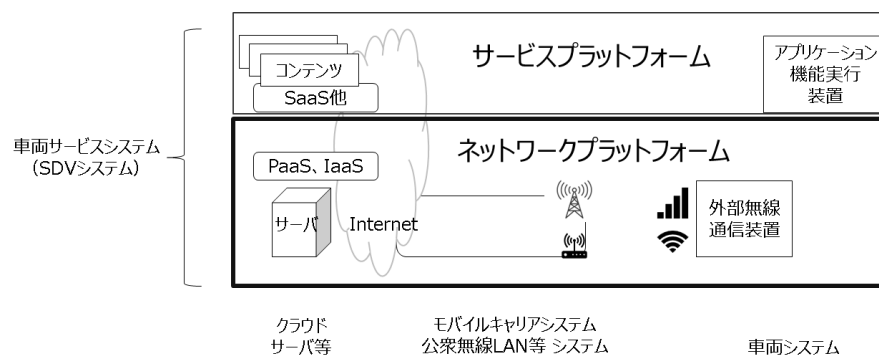 サービスプラットフォーム
コンテンツ
SaaS他
アプリケーション
機能実行
装置
車両サービスシステム
（SDVシステム）
ネットワークプラットフォーム
PaaS、IaaS
サーバ
Internet
外部無線
通信装置
クラウド
サーバ等
モバイルキャリアシステム
公衆無線LAN等 システム
車両システム